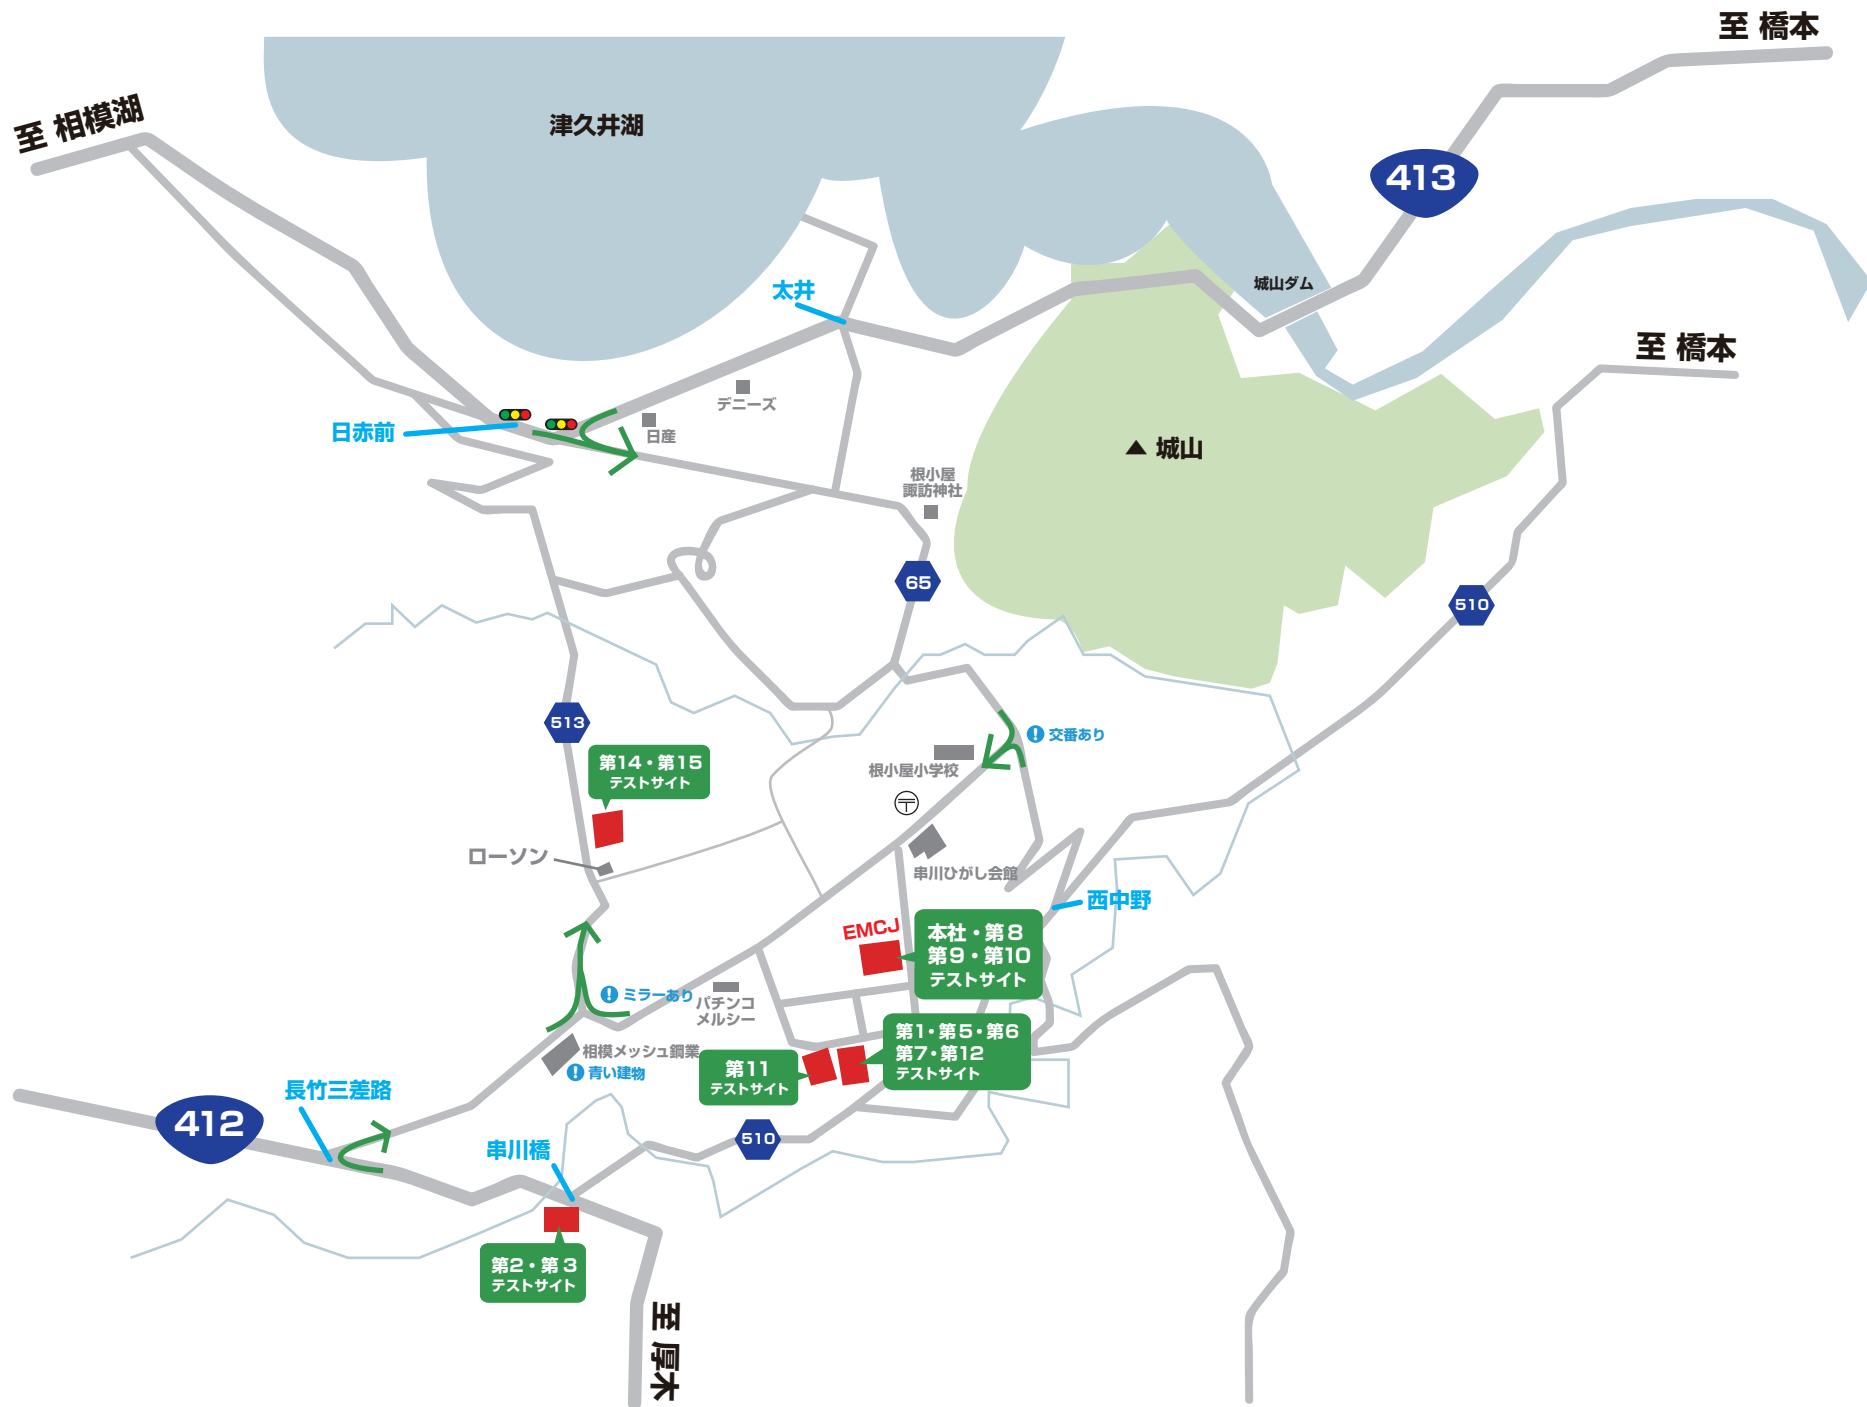 至 橋本
至 相模湖
津久井湖
413
太井
城山ダム
至 橋本
デニーズ
日赤前
日産
城山
根小屋
諏訪神社
65
510
513
交番あり
第14・第15
テストサイト
根小屋小学校
〒
ローソン
串川ひがし会館
西中野
EMCJ
本社・第8
第9・第10
テストサイト
ミラーあり
パチンコ
メルシー
第1・第5・第6
第7・第12
テストサイト
相模メッシュ鋼業
青い建物
第11
テストサイト
長竹三差路
412
串川橋
510
第2・第3
テストサイト
至 厚木